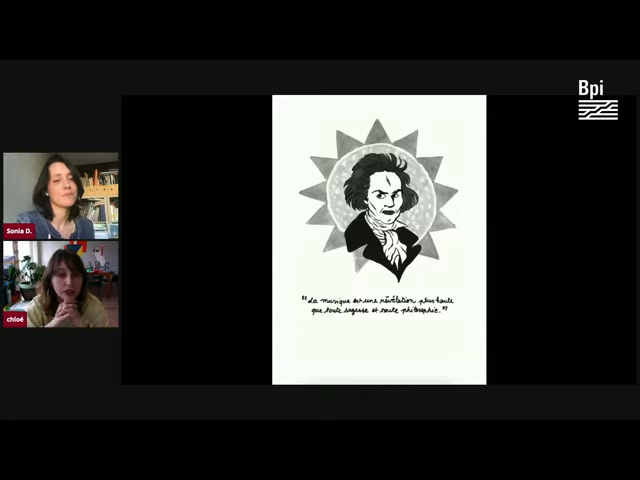 Bpi
Sonia D.
chloé
"La musique est une révélation plus haute
que toute sagesse et toute philosophie."